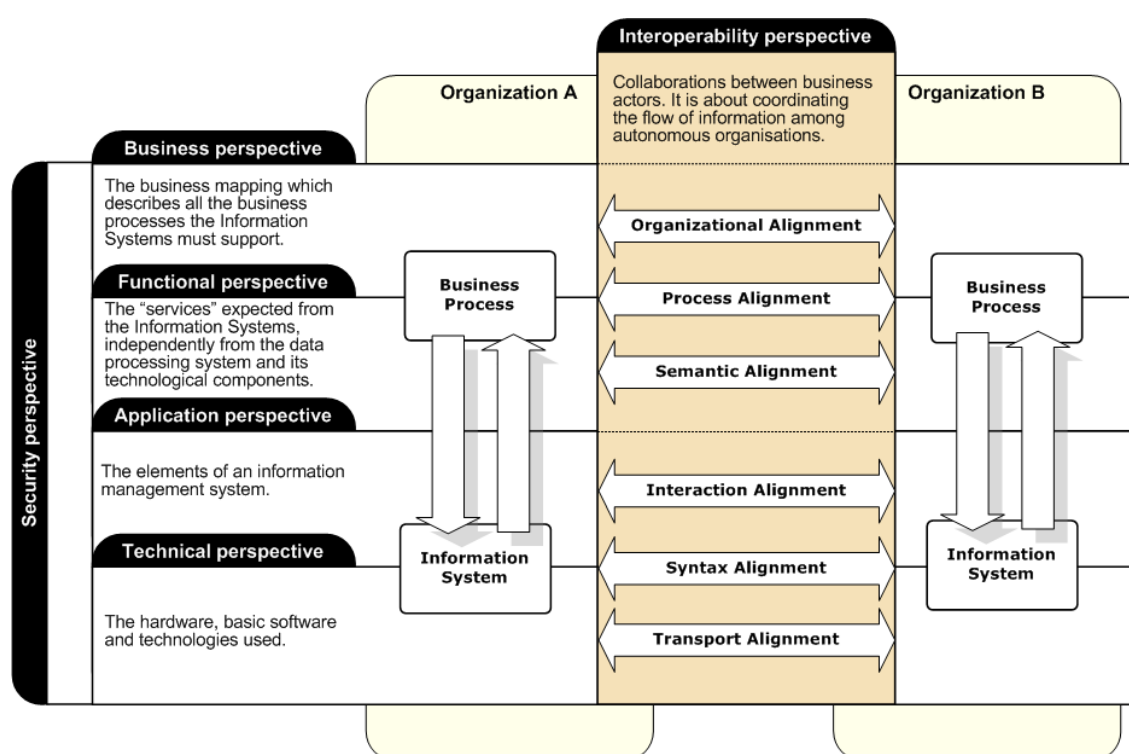 Interoperability perspective
Collaborations between business
actors. It is about coordinating
the flow of information among
autonomous organisations.
Organization A
Organization B
Security perspective
Business perspective
The business mapping which
describes all the business
processes the Information
Systems must support.
Functional perspective
The “services” expected from
the Information Systems,
independently from the data
processing system and its
technological components.
Application perspective
The elements of an information
management system.
Technical perspective
The hardware, basic software
and technologies used.
Business
Process
Information
System
Organizational Alignment
Process Alignment
Semantic Alignment
Interaction Alignment
Syntax Alignment
Transport Alignment
Business
Process
Information
System